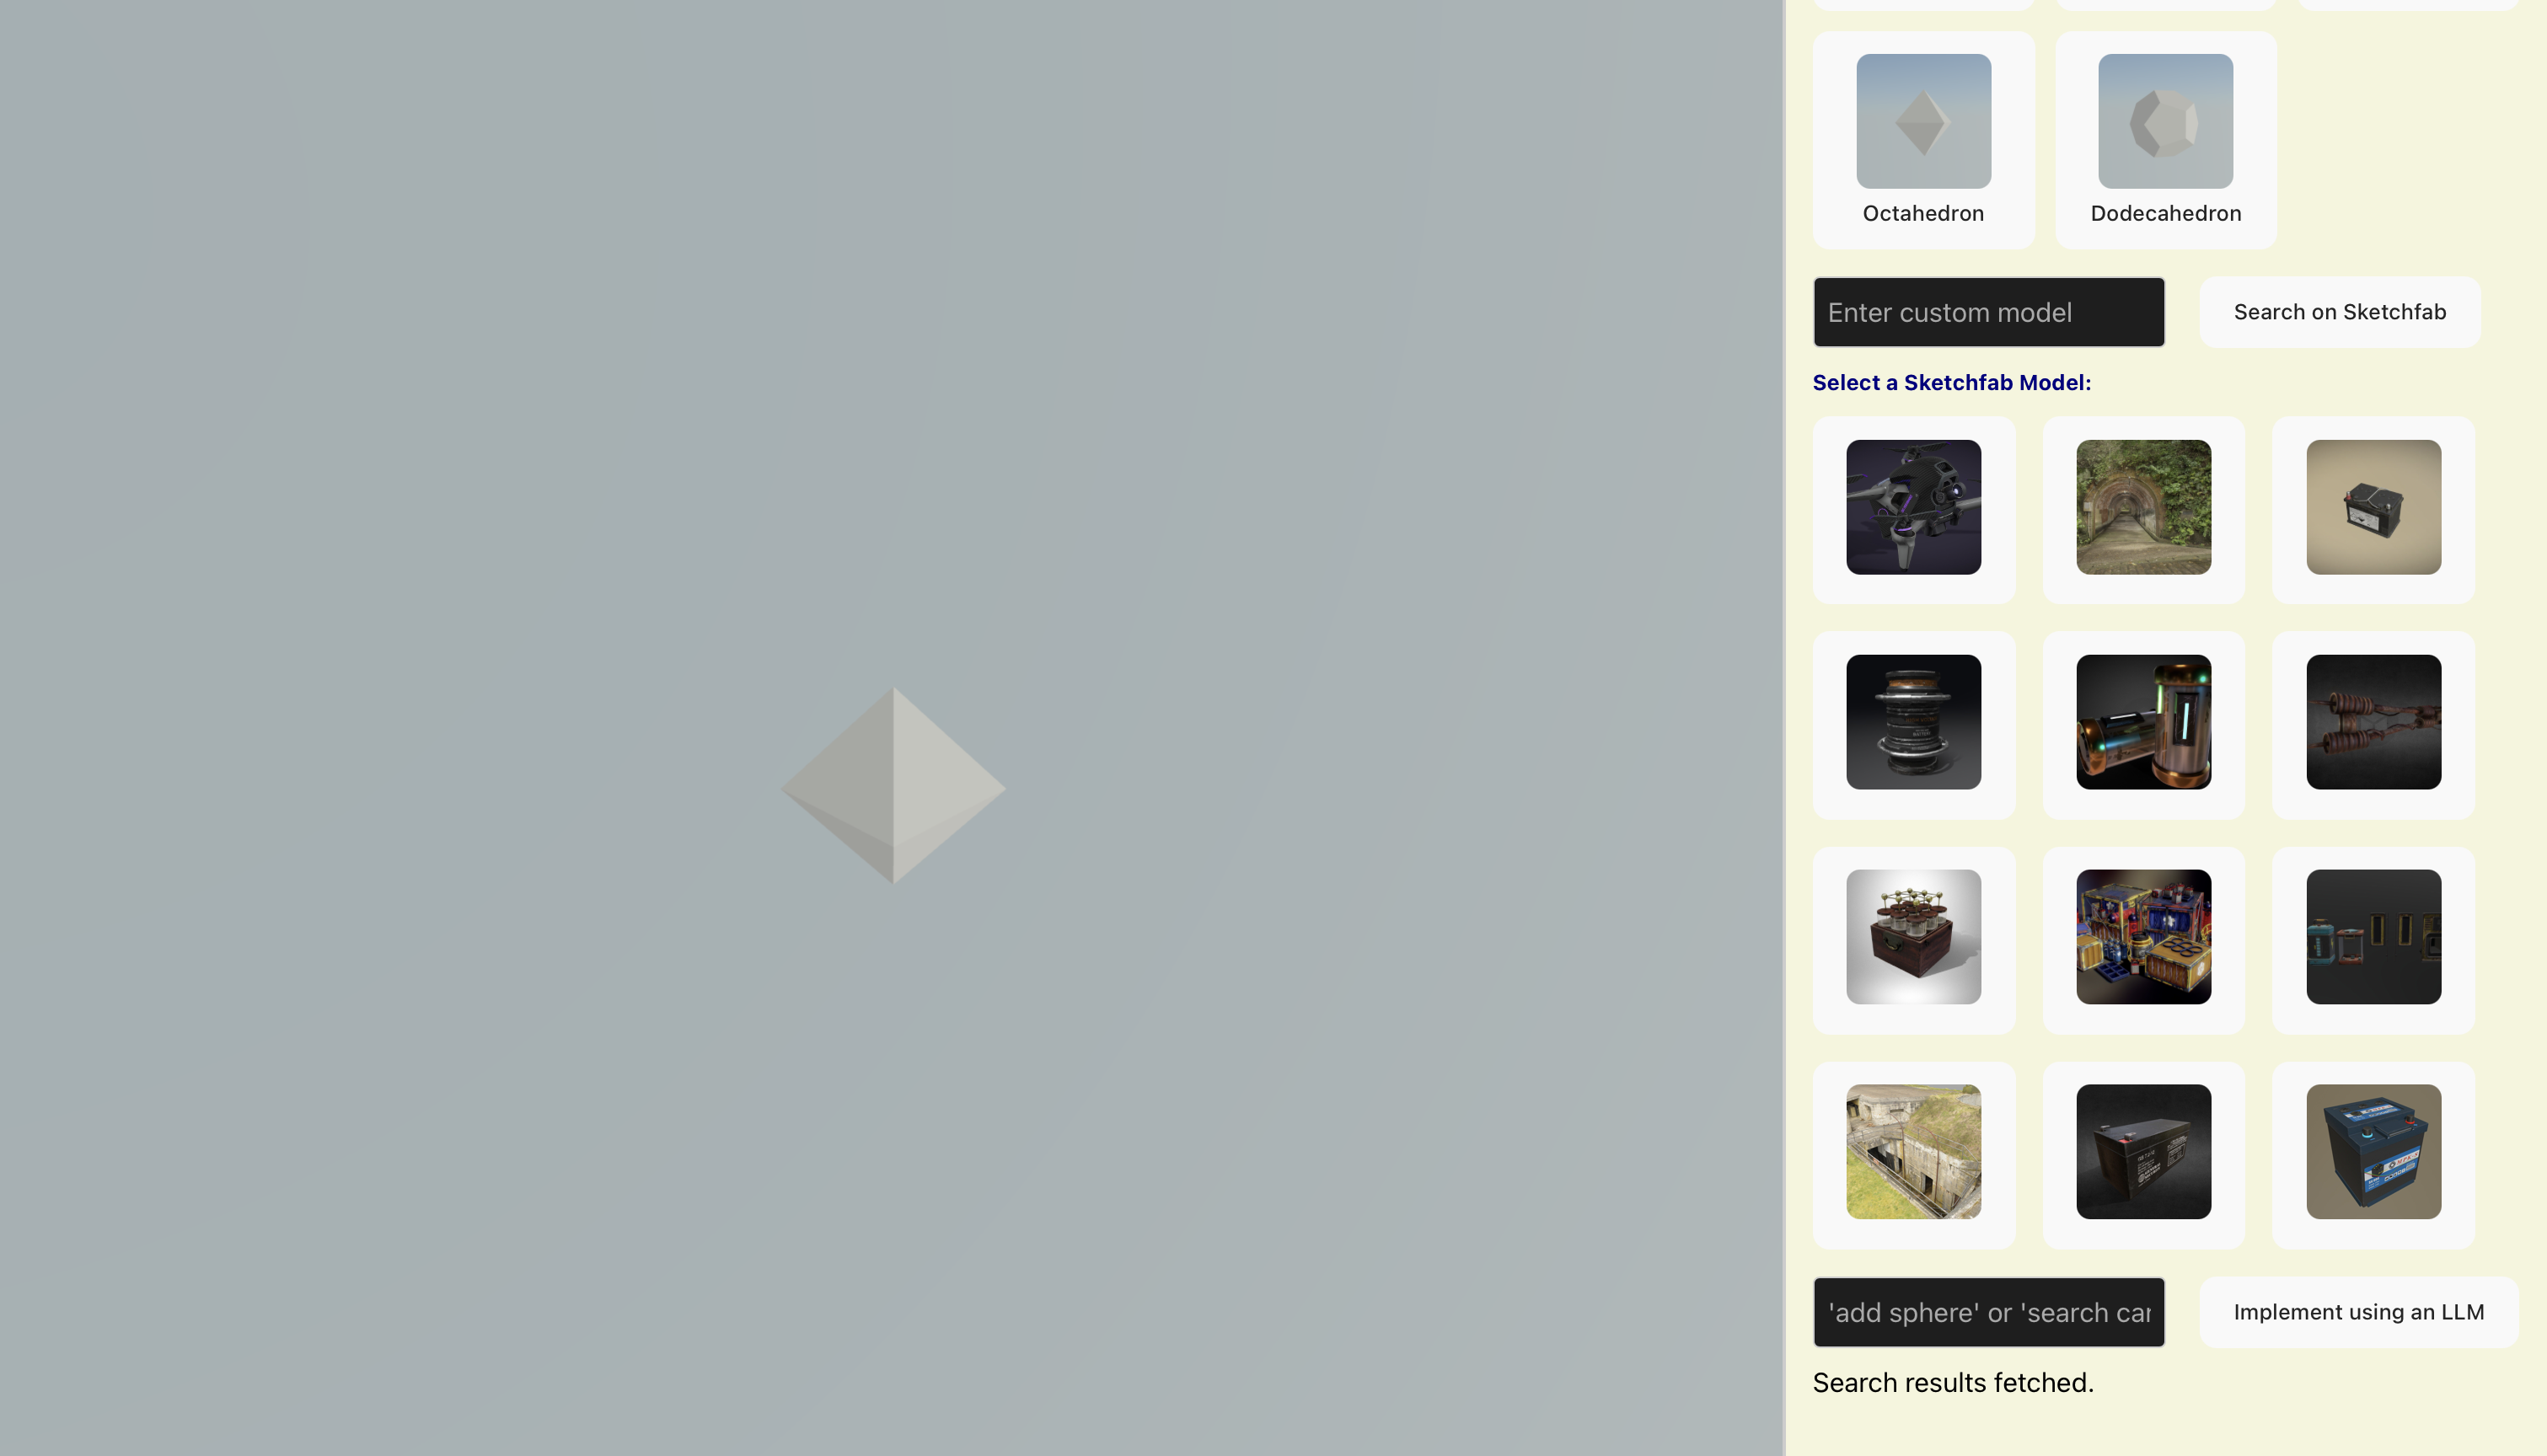 Octahedron
Dodecahedron
Enter custom model
Search on Sketchfab
Select a Sketchfab Model:
'add sphere' or 'search car
Implement using an LLM
Search results fetched.